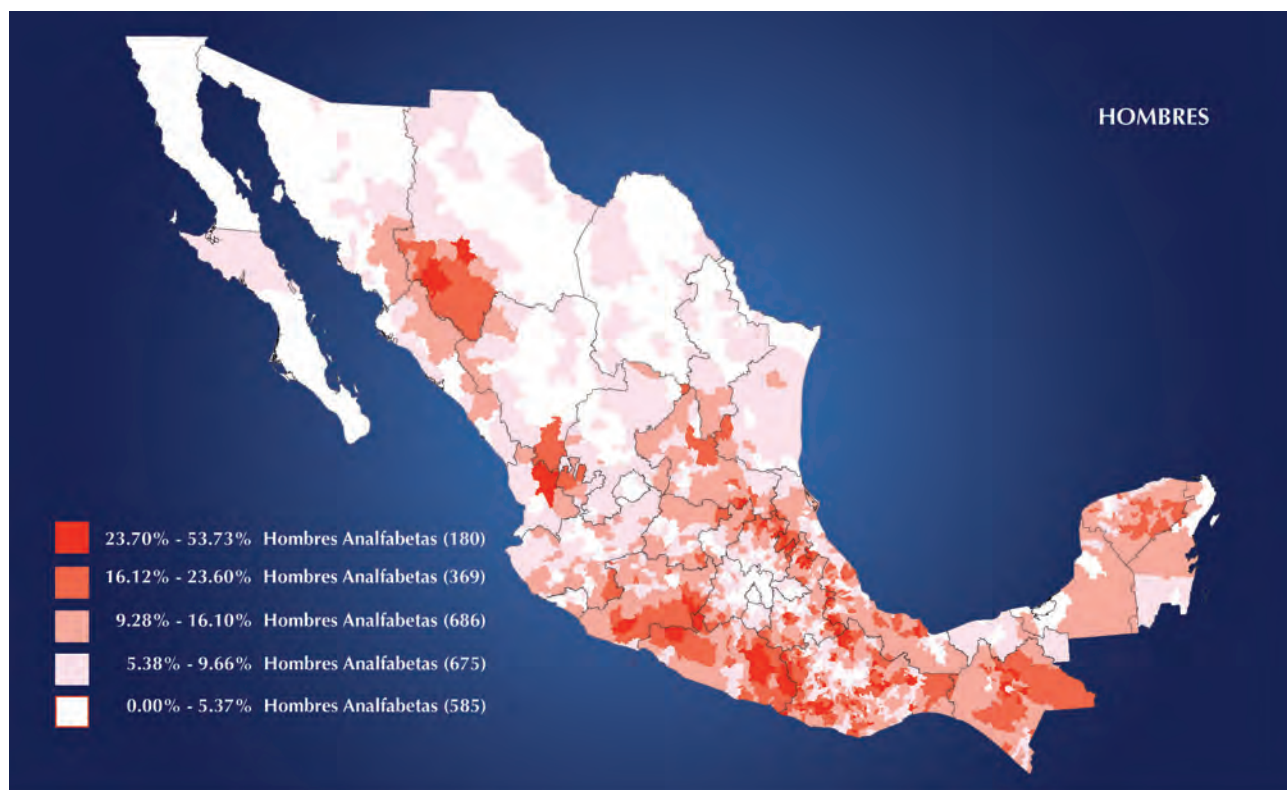 HOMBRES
23.70% - 53.73% Hombres Analfabetas (180)
16.12% - 23.60% Hombres Analfabetas (369)
9.28% - 16.10% Hombres Analfabetas (686)
5.38% - 9.66% Hombres Analfabetas (675)
0.00% - 5.37% Hombres Analfabetas (585)